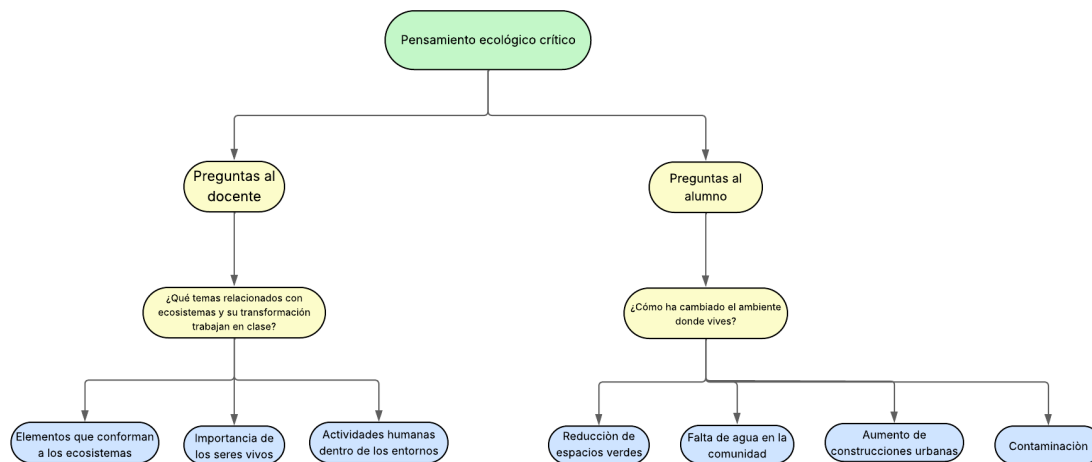 Pensamiento ecológico crítico
Preguntas al
docente
Preguntas al
alumno
¿Qué temas relacionados con
ecosistemas y su transformación
trabajan en clase?
¿Cómo ha cambiado el ambiente
donde vives?
Elementos que conforman
a los ecosistemas
Importancia de
los seres vivos
Actividades humanas
dentro de los entornos
Reducciòn de
espacios verdes
Falta de agua en la
comunidad
Aumento de
construcciones urbanas
Contaminaciòn